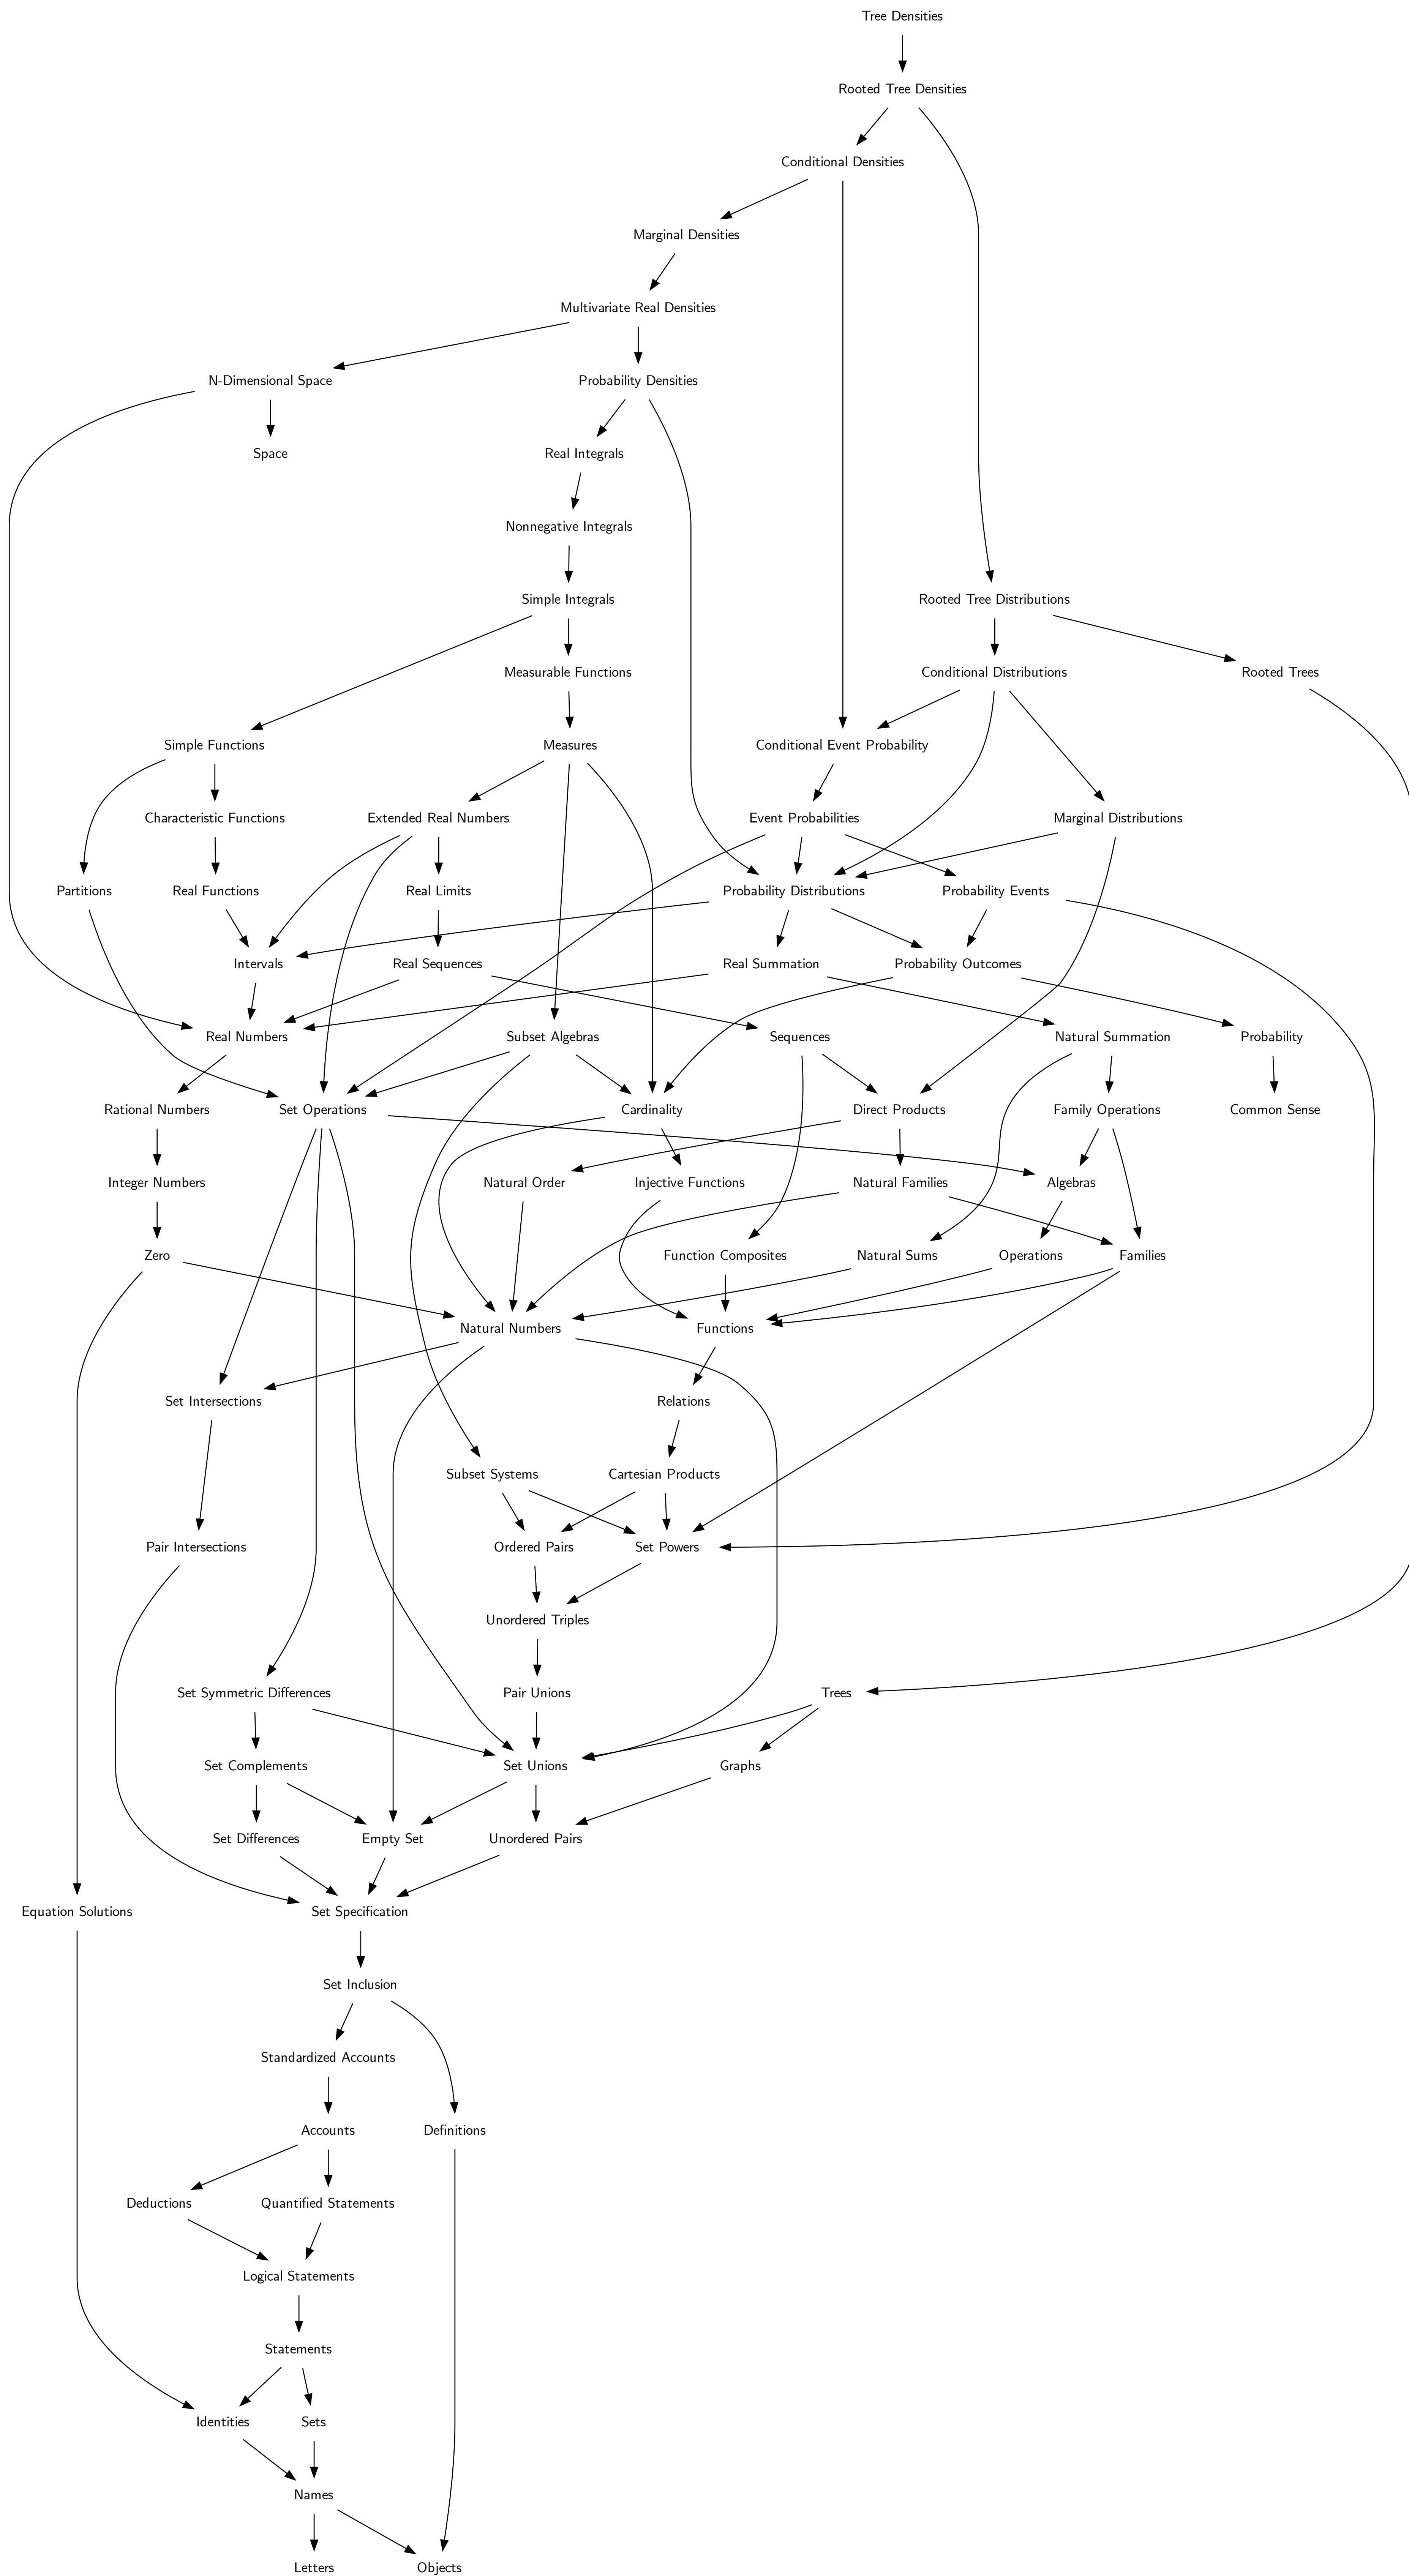 Tree Densities
Rooted Tree Densities
Conditional Densities
Marginal Densities
Multivariate Real Densities
N-Dimensional Space
Probability Densities
Space
Real Integrals
Nonnegative Integrals
Simple Integrals
Rooted Tree Distributions
Measurable Functions
Conditional Distributions
Rooted Trees
Simple Functions
Measures
Conditional Event Probability
Characteristic Functions
Extended Real Numbers
Event Probabilities
Marginal Distributions
Partitions
Real Functions
Real Limits
Probability Distributions
Probability Events
Intervals
Real Sequences
Real Summation
Probability Outcomes
Real Numbers
Subset Algebras
Sequences
Natural Summation
Probability
Rational Numbers
Set Operations
Cardinality
Direct Products
Family Operations
Common Sense
Integer Numbers
Natural Order
Injective Functions
Natural Families
Algebras
Zero
Function Composites
Natural Sums
Operations
Families
Natural Numbers
Functions
Set Intersections
Relations
Subset Systems
Cartesian Products
Pair Intersections
Ordered Pairs
Set Powers
Unordered Triples
Set Symmetric Differences
Pair Unions
Trees
Set Complements
Set Unions
Graphs
Set Differences
Empty Set
Unordered Pairs
Equation Solutions
Set Specification
Set Inclusion
Standardized Accounts
Accounts
Definitions
Deductions
Quantified Statements
Logical Statements
Statements
Identities
Sets
Names
Letters
Objects